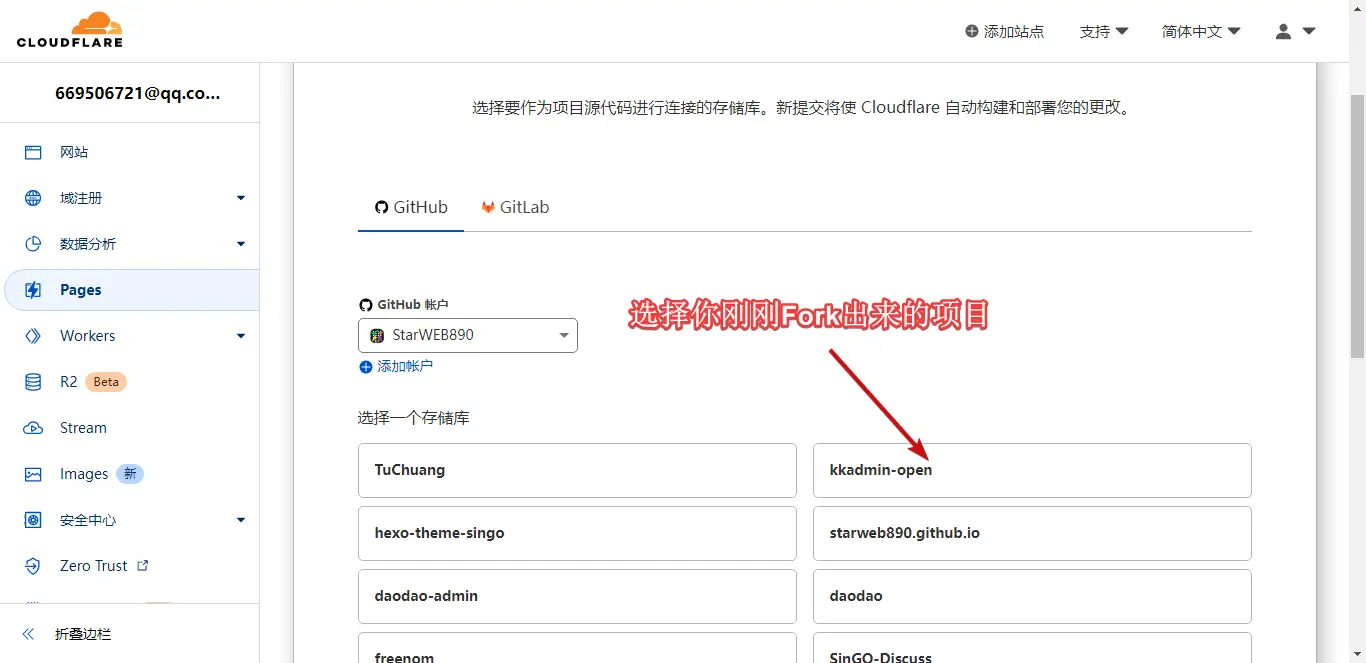 CLOUDFLARE
添加站点
支持
简体中文
669506721@qq.co...
网站
域注册
数据分析
Pages
Workers
R2 Beta
Stream
Images 新
安全中心
Zero Trust
折叠边栏
选择要作为项目源代码进行连接的存储库。新提交将使 Cloudflare 自动构建和部署您的更改。
GitHub
GitLab
GitHub 帐户
StarWEB890
添加帐户
选择你刚刚Fork出来的项目
选择一个存储库
TuChuang
kkadmin-open
hexo-theme-singo
starweb890.github.io
daodao-admin
daodao
freenom
SinGO-Discuss